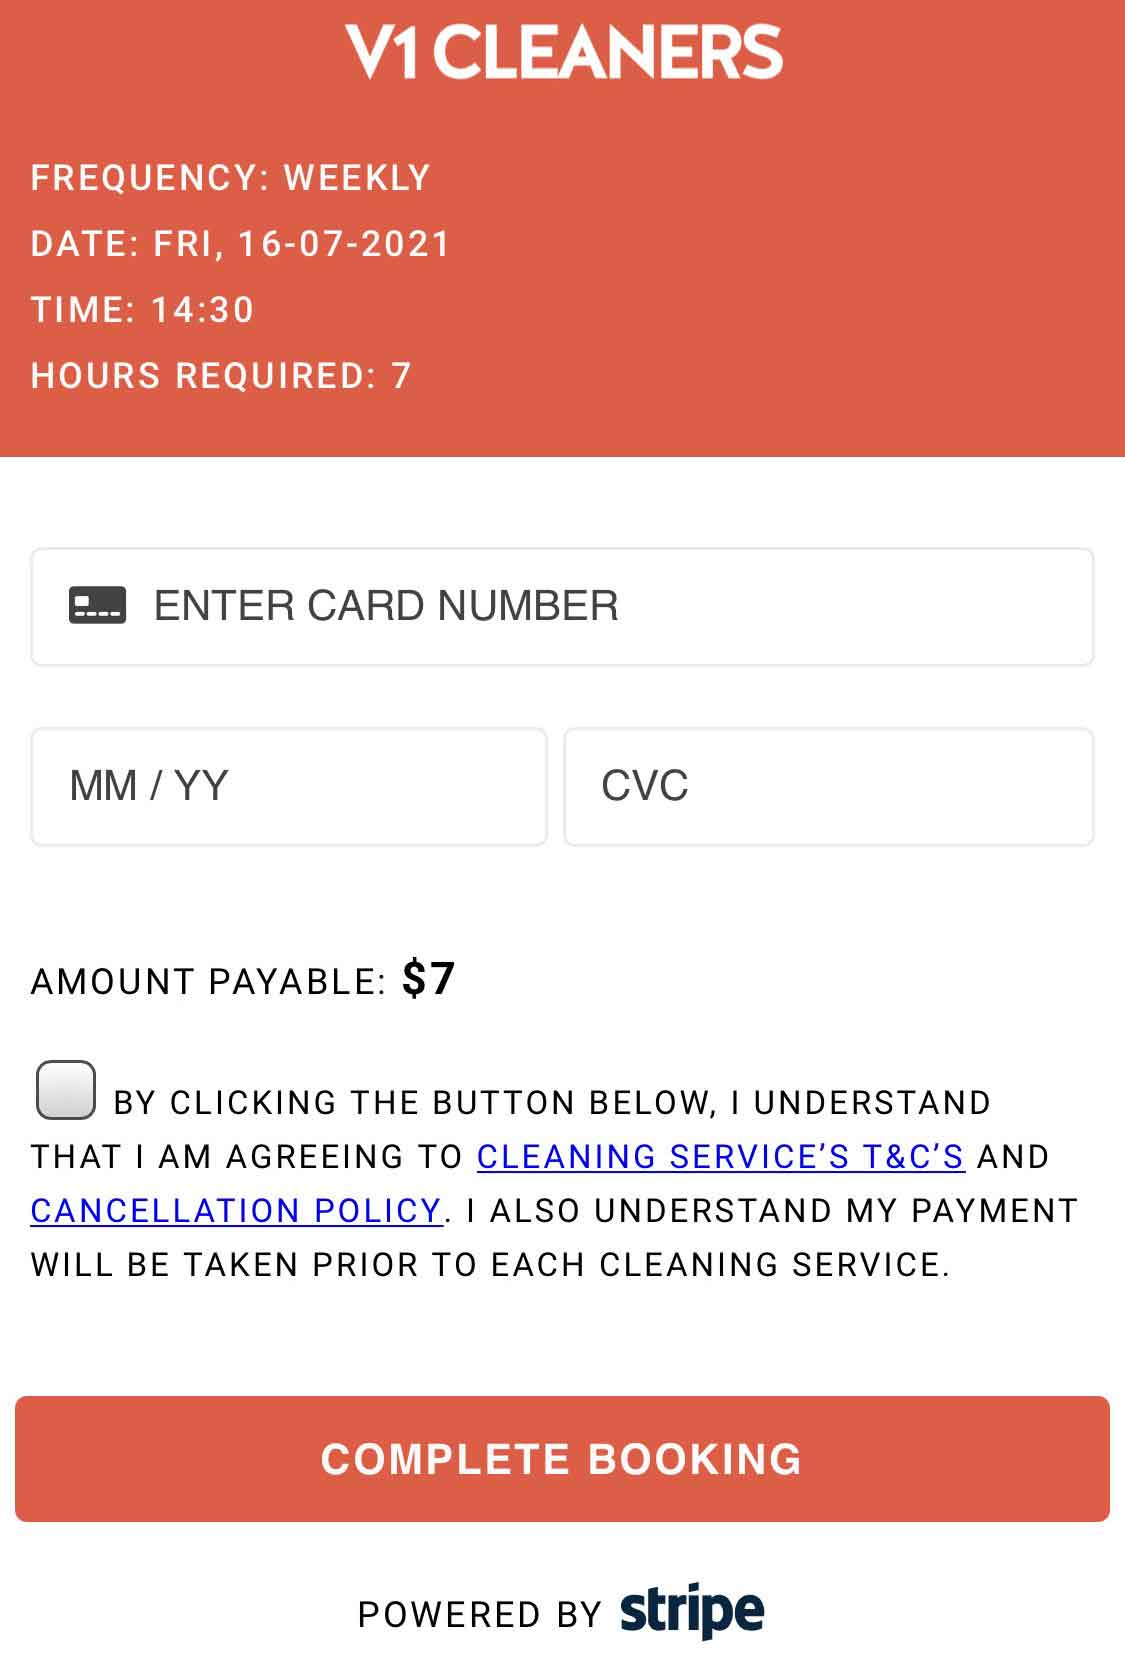 V1 CLEANERS
FREQUENCY: WEEKLY
DATE: FRI, 16-07-2021
TIME: 14:30
HOURS REQUIRED: 7
ENTER CARD NUMBER
MM / YY
CVC
AMOUNT PAYABLE: $7
BY CLICKING THE BUTTON BELOW, I UNDERSTAND
THAT I AM AGREEING TO CLEANING SERVICE’S T&C’S AND
CANCELLATION POLICY. I ALSO UNDERSTAND MY PAYMENT
WILL BE TAKEN PRIOR TO EACH CLEANING SERVICE.
COMPLETE BOOKING
POWERED BY stripe